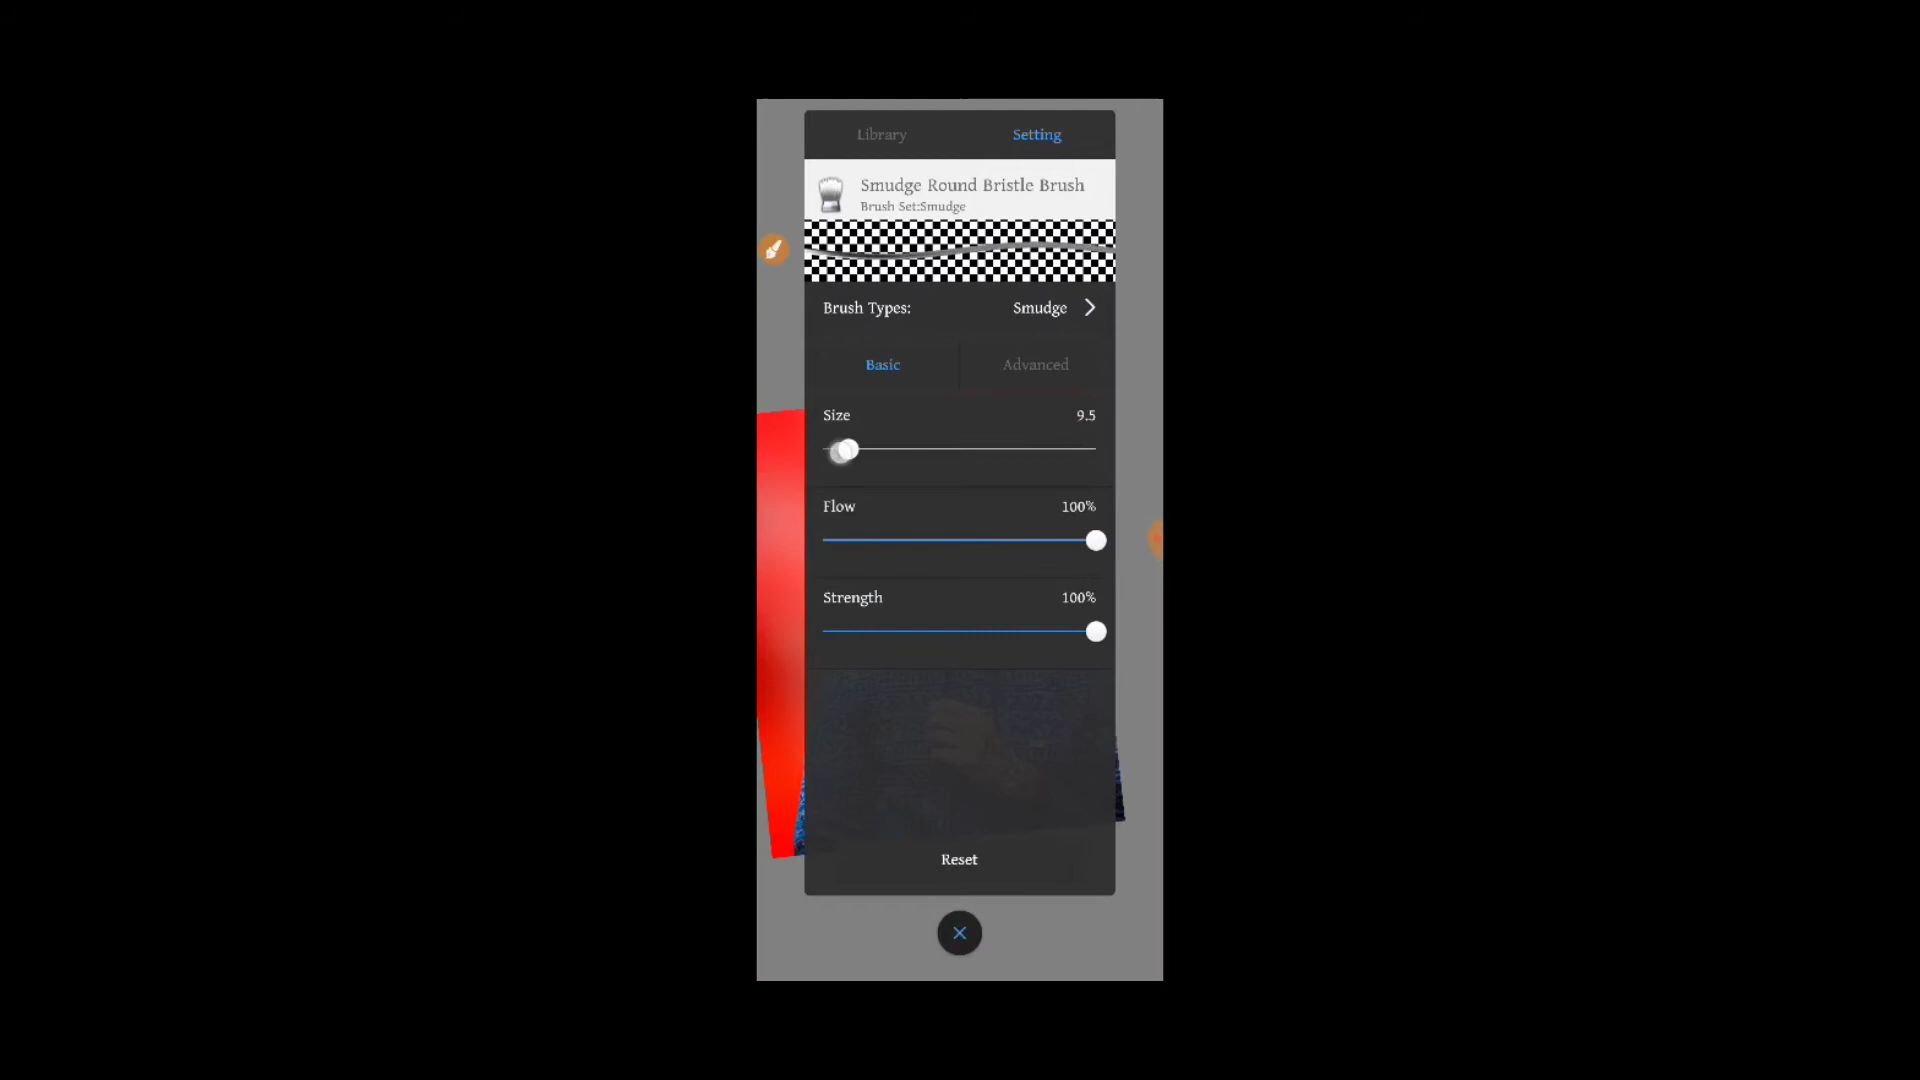 Library Setting
Smudge Round Bristle Brush
Brush Set:Smudge
Brush Types: Smudge
Basic Advanced
Size 9.5
Flow 100%
Strength 100%
Reset